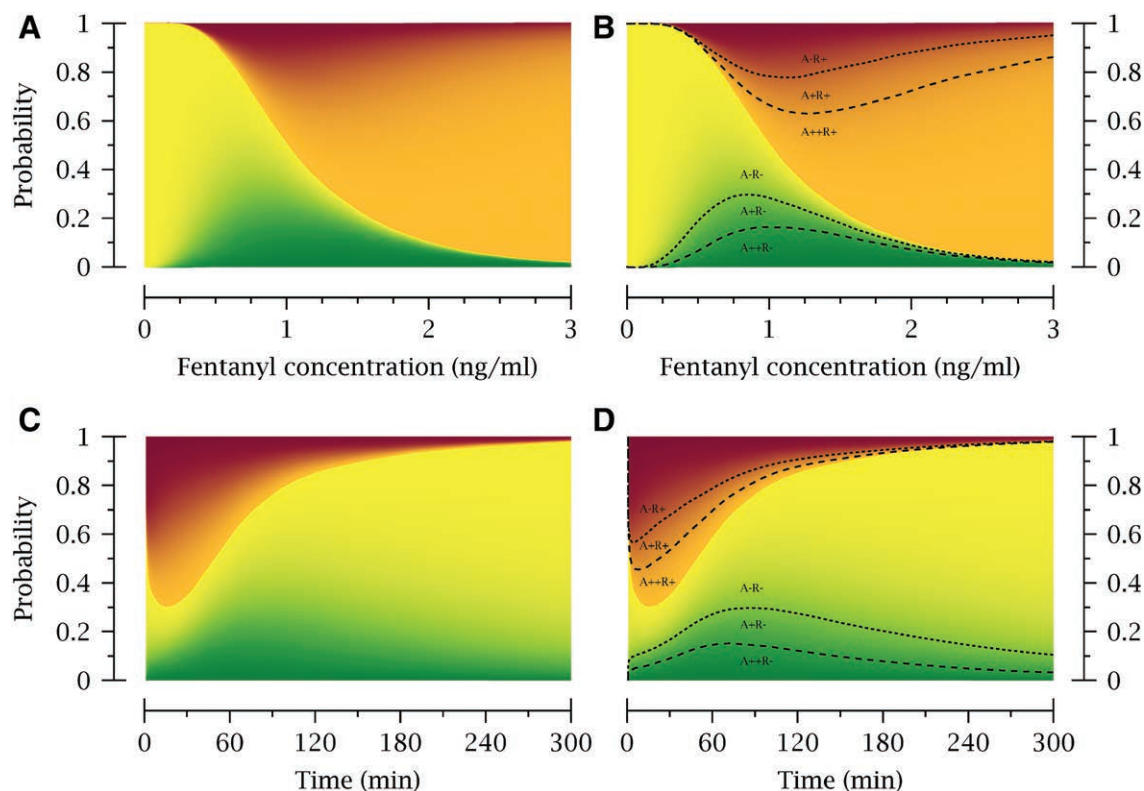 A
B
Probability
1
0.8
0.6
0.4
0.2
0
A-R+
A+R+
A++R+
A-R-
A+R-
A++R-
1
0.8
0.6
0.4
0.2
0
0 1 2 3
0 1 2 3
Fentanyl concentration (ng/ml)
Fentanyl concentration (ng/ml)
C
D
Probability
1
0.8
0.6
0.4
0.2
0
A-R+
A+R+
A++R+
A-R-
A+R-
A++R-
1
0.8
0.6
0.4
0.2
0
0 60 120 180 240 300
0 60 120 180 240 300
Time (min)
Time (min)